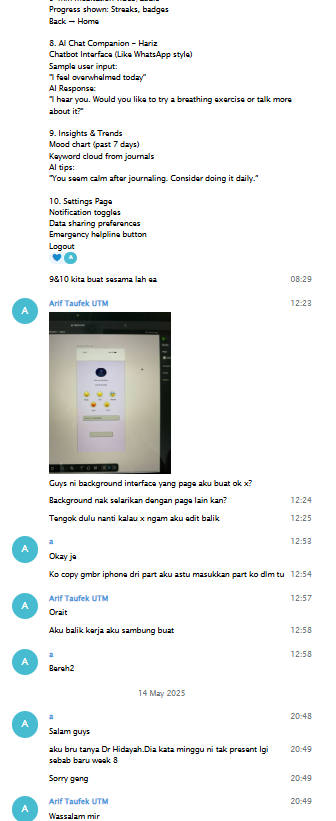 Progress shown: Streaks, badges
Back → Home
8. AI Chat Companion – Hariz
Chatbot Interface (Like WhatsApp style)
Sample user input:
"I feel overwhelmed today"
AI Response:
"I hear you. Would you like to try a breathing exercise or talk more
about it?"
9. Insights & Trends
Mood chart (past 7 days)
Keyword cloud from journals
AI tips:
"You seem calm after journaling. Consider doing it daily."
10. Settings Page
Notification toggles
Data sharing preferences
Emergency helpline button
Logout
A
9&10 kita buat sesama lah ea 08:29
A
Arif Taufek UTM 12:23
Guys ni background interface yang page aku buat ok x?
Background nak selarikan dengan page lain kan? 12:24
Tengok dulu nanti kalau x ngam aku edit balik 12:25
A
a 12:53
Okay je
Ko copy gmbr iphone dri part aku astu masukkan part ko dlm tu 12:54
A
Arif Taufek UTM 12:57
Orait
Aku balik kerja aku sambung buat 12:58
A
a 12:58
Bereh2
14 May 2025
A
a 20:48
Salam guys
aku bru tanya Dr Hidayah.Dia kata minggu ni tak present lgi 20:49
sebab baru week 8
Sorry geng 20:49
A
Arif Taufek UTM 20:49
Wassalam mir